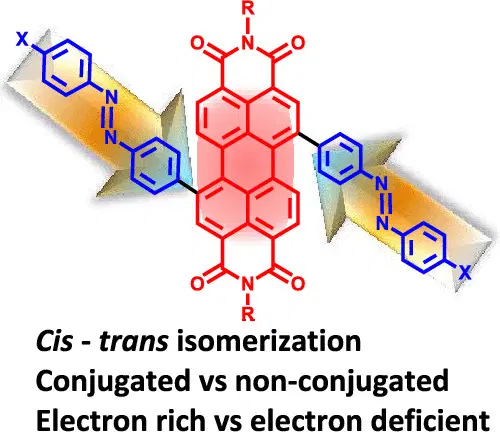 R
O N O
X
N
N
N
N
X
O N O
R
Cis - trans isomerization
Conjugated vs non-conjugated
Electron rich vs electron deficient